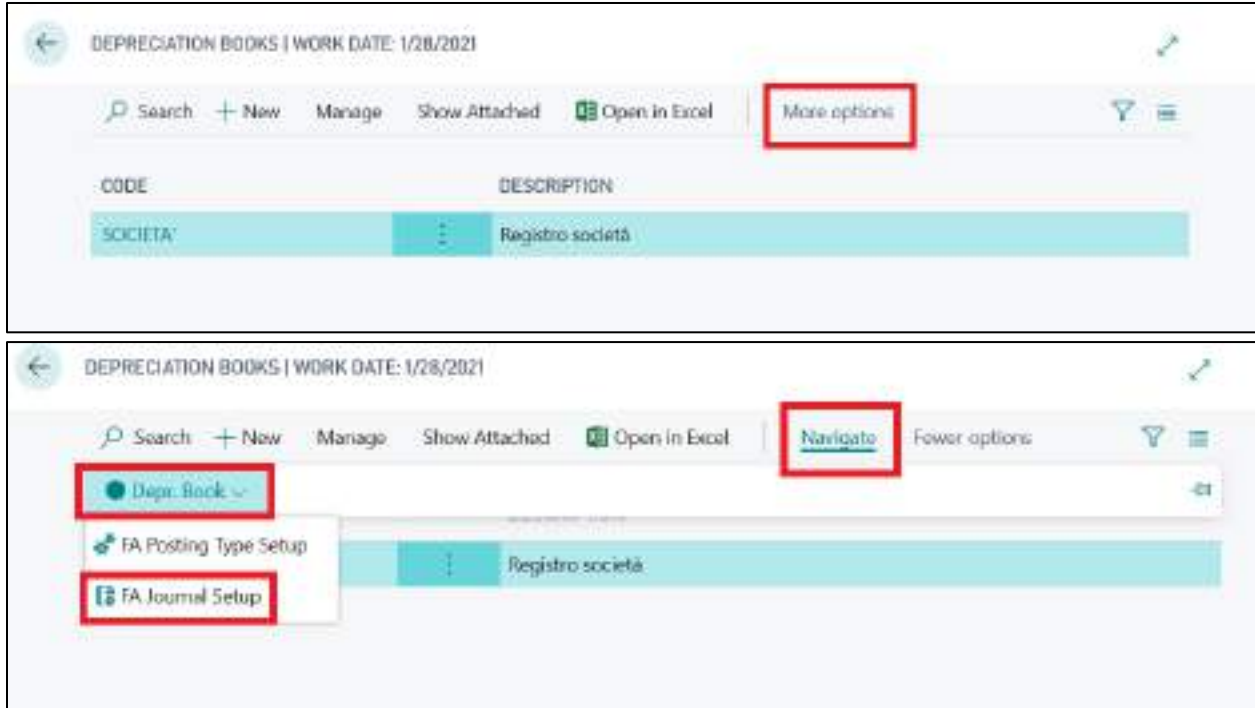 DEPRECIATION BOOKS | WORK DATE: 1/28/2021
Search + New Manage Show Attached Open in Excel More options
CODE DESCRIPTION
SOCIETA' Registro società
DEPRECIATION BOOKS | WORK DATE: 1/28/2021
Search + New Manage Show Attached Open in Excel Navigate Fewer options
Depr. Book
FA Posting Type Setup
Registro società
FA Journal Setup